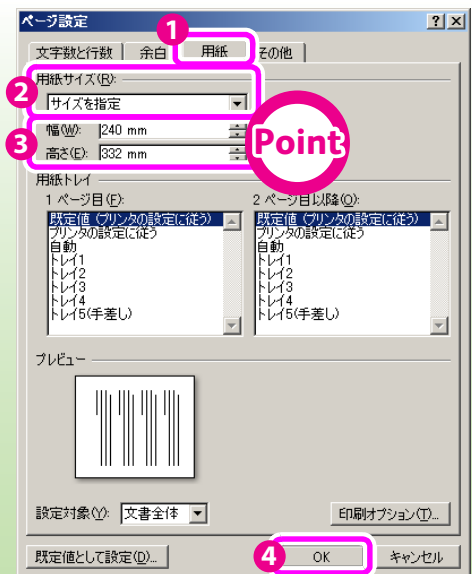 ページ設定
1
文字数と行数 余白 用紙 その他
2
用紙サイズ(R):
サイズを指定
3
幅(W): 240 mm
高さ(E): 332 mm
Point
用紙トレイ
1 ページ目(F): 2 ページ目以降(O):
既定値 (プリンタの設定に従う) 既定値 (プリンタの設定に従う)
プリンタの設定に従う プリンタの設定に従う
自動 自動
トレイ1 トレイ1
トレイ2 トレイ2
トレイ3 トレイ3
トレイ4 トレイ4
トレイ5(手差し) トレイ5(手差し)
プレビュー
設定対象(Y): 文書全体 印刷オプション(T)...
4
既定値として設定(D)... OK キャンセル